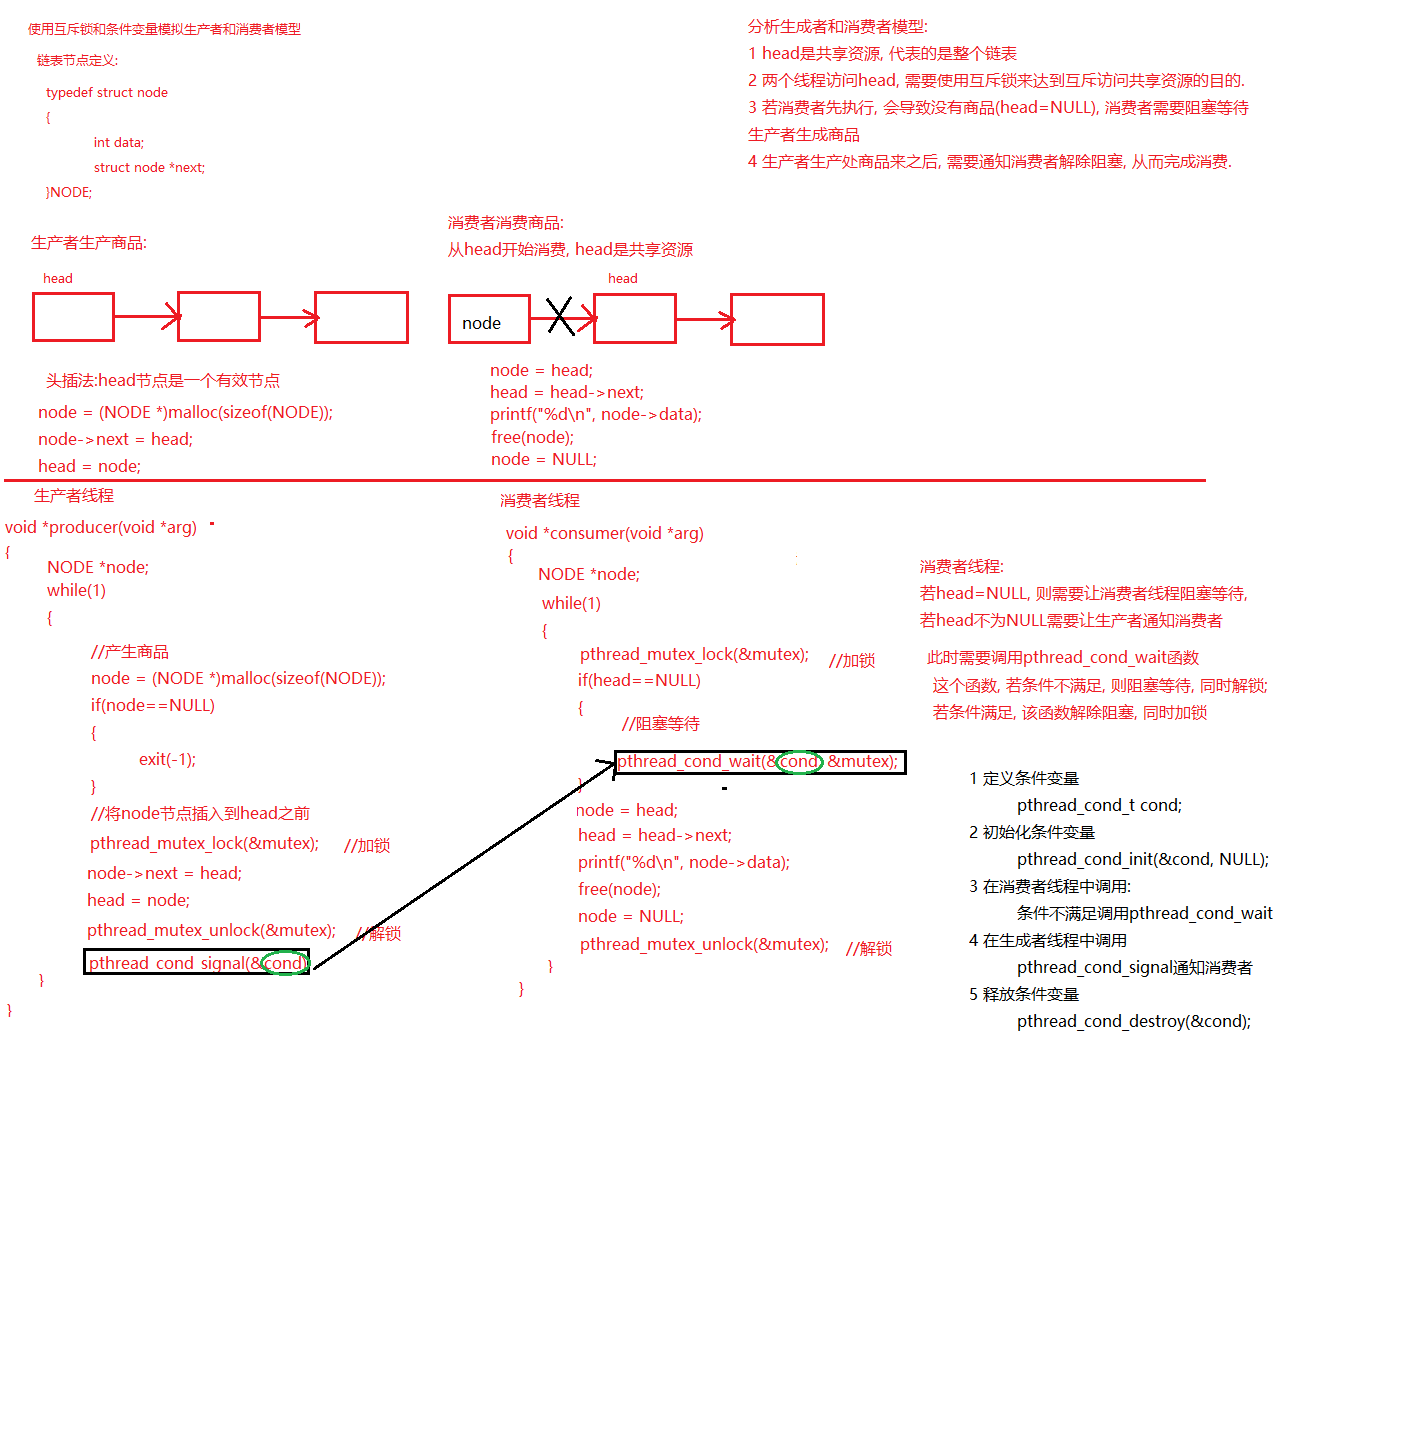 使用互斥锁和条件变量模拟生产者和消费者模型
链表节点定义:
typedef struct node
{
int data;
struct node *next;
}NODE;
分析生成者和消费者模型:
1 head是共享资源, 代表的是整个链表
2 两个线程访问head, 需要使用互斥锁来达到互斥访问共享资源的目的.
3 若消费者先执行, 会导致没有商品(head=NULL), 消费者需要阻塞等待
生产者生成商品
4 生产者生产处商品来之后, 需要通知消费者解除阻塞, 从而完成消费.
生产者生产商品:
head
头插法:head节点是一个有效节点
node = (NODE *)malloc(sizeof(NODE));
node->next = head;
head = node;
消费者消费商品:
从head开始消费, head是共享资源
head
node
node = head;
head = head->next;
printf("%d\n", node->data);
free(node);
node = NULL;
生产者线程
void *producer(void *arg)
{
NODE *node;
while(1)
{
//产生商品
node = (NODE *)malloc(sizeof(NODE));
if(node==NULL)
{
exit(-1);
}
//将node节点插入到head之前
pthread_mutex_lock(&mutex); //加锁
node->next = head;
head = node;
pthread_mutex_unlock(&mutex); //解锁
pthread_cond_signal(&cond)
}
}
消费者线程
void *consumer(void *arg)
{
NODE *node;
while(1)
{
pthread_mutex_lock(&mutex); //加锁
if(head==NULL)
{
//阻塞等待
pthread_cond_wait(&cond, &mutex);
}
node = head;
head = head->next;
printf("%d\n", node->data);
free(node);
node = NULL;
pthread_mutex_unlock(&mutex); //解锁
}
}
消费者线程:
若head=NULL, 则需要让消费者线程阻塞等待,
若head不为NULL需要让生产者通知消费者
此时需要调用pthread_cond_wait函数
这个函数, 若条件不满足, 则阻塞等待, 同时解锁;
若条件满足, 该函数解除阻塞, 同时加锁
1 定义条件变量
pthread_cond_t cond;
2 初始化条件变量
pthread_cond_init(&cond, NULL);
3 在消费者线程中调用:
条件不满足调用pthread_cond_wait
4 在生成者线程中调用
pthread_cond_signal通知消费者
5 释放条件变量
pthread_cond_destroy(&cond);